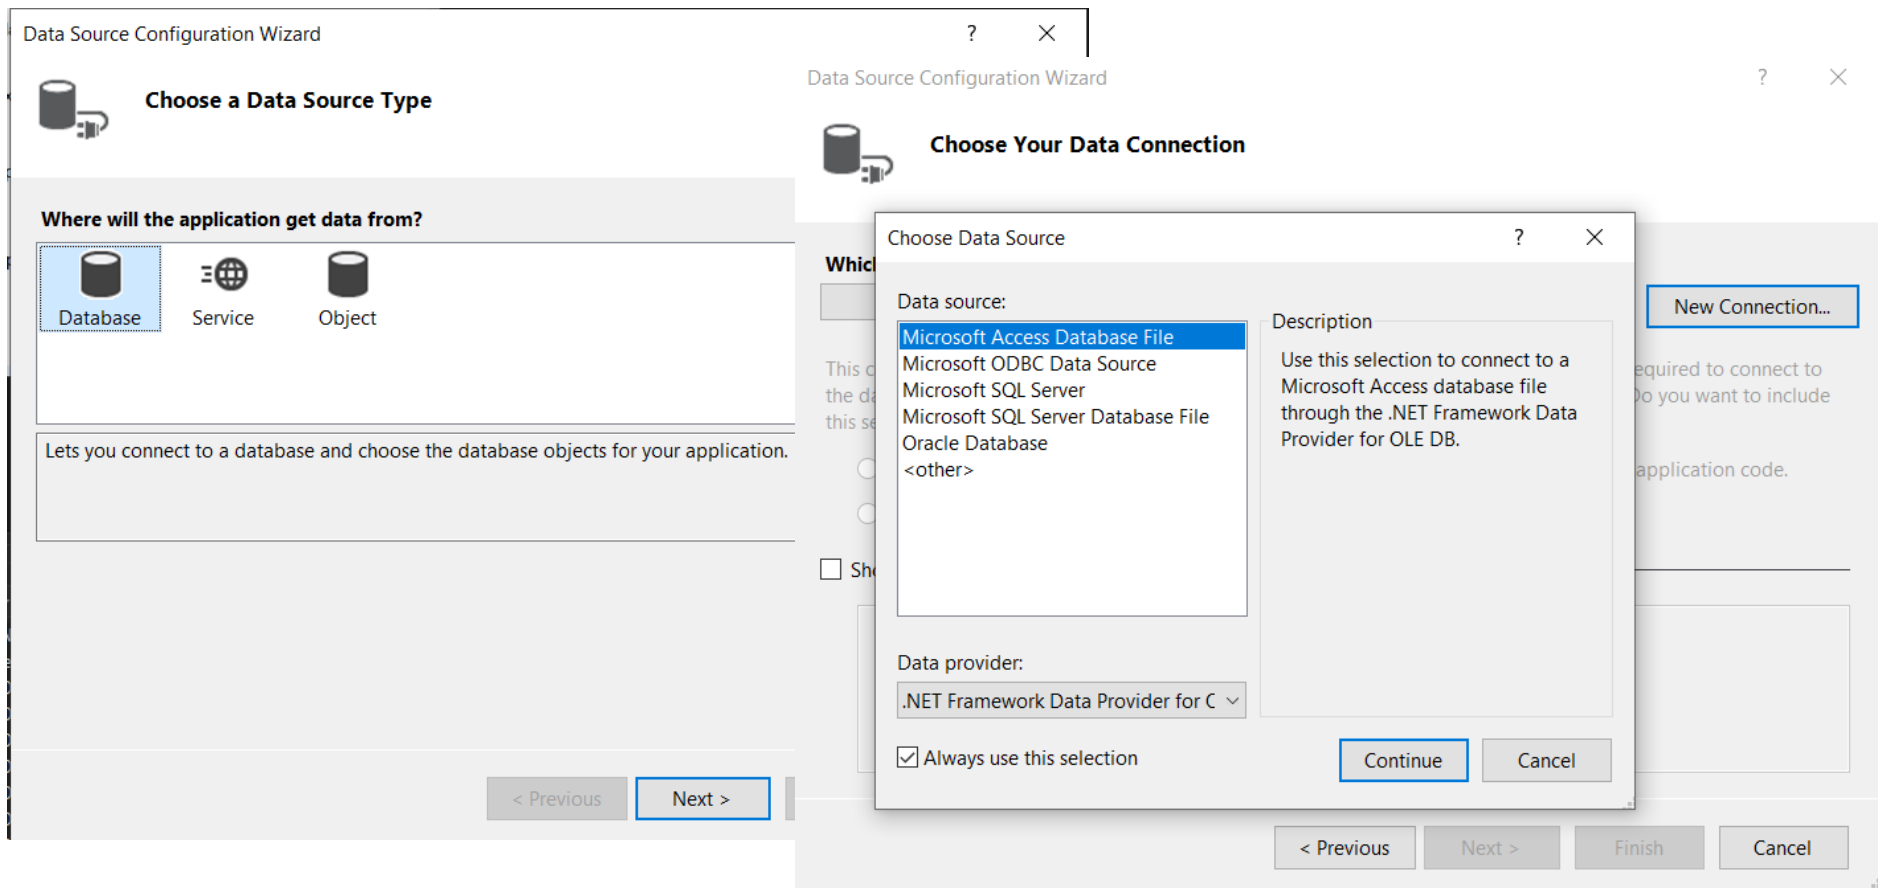 Data Source Configuration Wizard
?
Choose a Data Source Type
Where will the application get data from?
Database
Service
Object
Lets you connect to a database and choose the database objects for your application.
< Previous
Next >
Data Source Configuration Wizard
?
Choose Your Data Connection
New Connection...
This
required to connect to
the
Do you want to include
this
application code.
Choose Data Source
?
Data source:
Microsoft Access Database File
Microsoft ODBC Data Source
Microsoft SQL Server
Microsoft SQL Server Database File
Oracle Database
<other>
Description
Use this selection to connect to a
Microsoft Access database file
through the .NET Framework Data
Provider for OLE DB.
Data provider:
.NET Framework Data Provider for
Always use this selection
Continue
Cancel
< Previous
Next >
Finish
Cancel